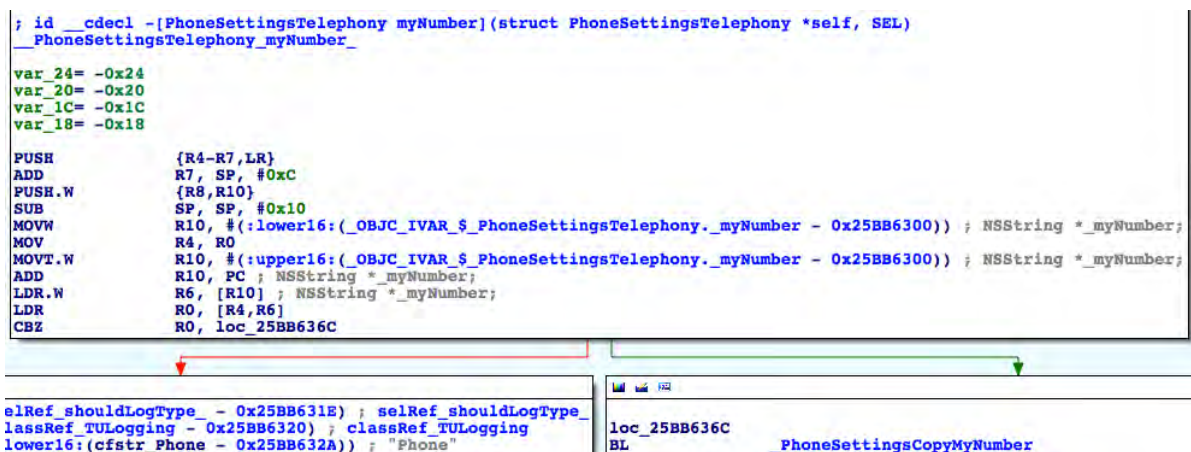 ; id __cdecl -[PhoneSettingsTelephony myNumber](struct PhoneSettingsTelephony *self, SEL)
__PhoneSettingsTelephony_myNumber_
var_24= -0x24
var_20= -0x20
var_1C= -0x1C
var_18= -0x18
PUSH {R4-R7,LR}
ADD R7, SP, #0xC
PUSH.W {R8,R10}
SUB SP, SP, #0x10
MOVW R10, #(:lower16:(_OBJC_IVAR_$_PhoneSettingsTelephony._myNumber - 0x25BB6300)) ; NSString *_myNumber;
MOV R4, R0
MOVT.W R10, #(:upper16:(_OBJC_IVAR_$_PhoneSettingsTelephony._myNumber - 0x25BB6300)) ; NSString *_myNumber;
ADD R10, PC ; NSString *_myNumber;
LDR.W R6, [R10] ; NSString *_myNumber;
LDR R0, [R4,R6]
CBZ R0, loc_25BB636C
elRef_shouldLogType_ - 0x25BB631E) ; selRef_shouldLogType_
lassRef_TULogging - 0x25BB6320) ; classRef_TULogging
lower16:(cfstr_Phone - 0x25BB632A)) ; "Phone"
loc_25BB636C
BL _PhoneSettingsCopyMyNumber